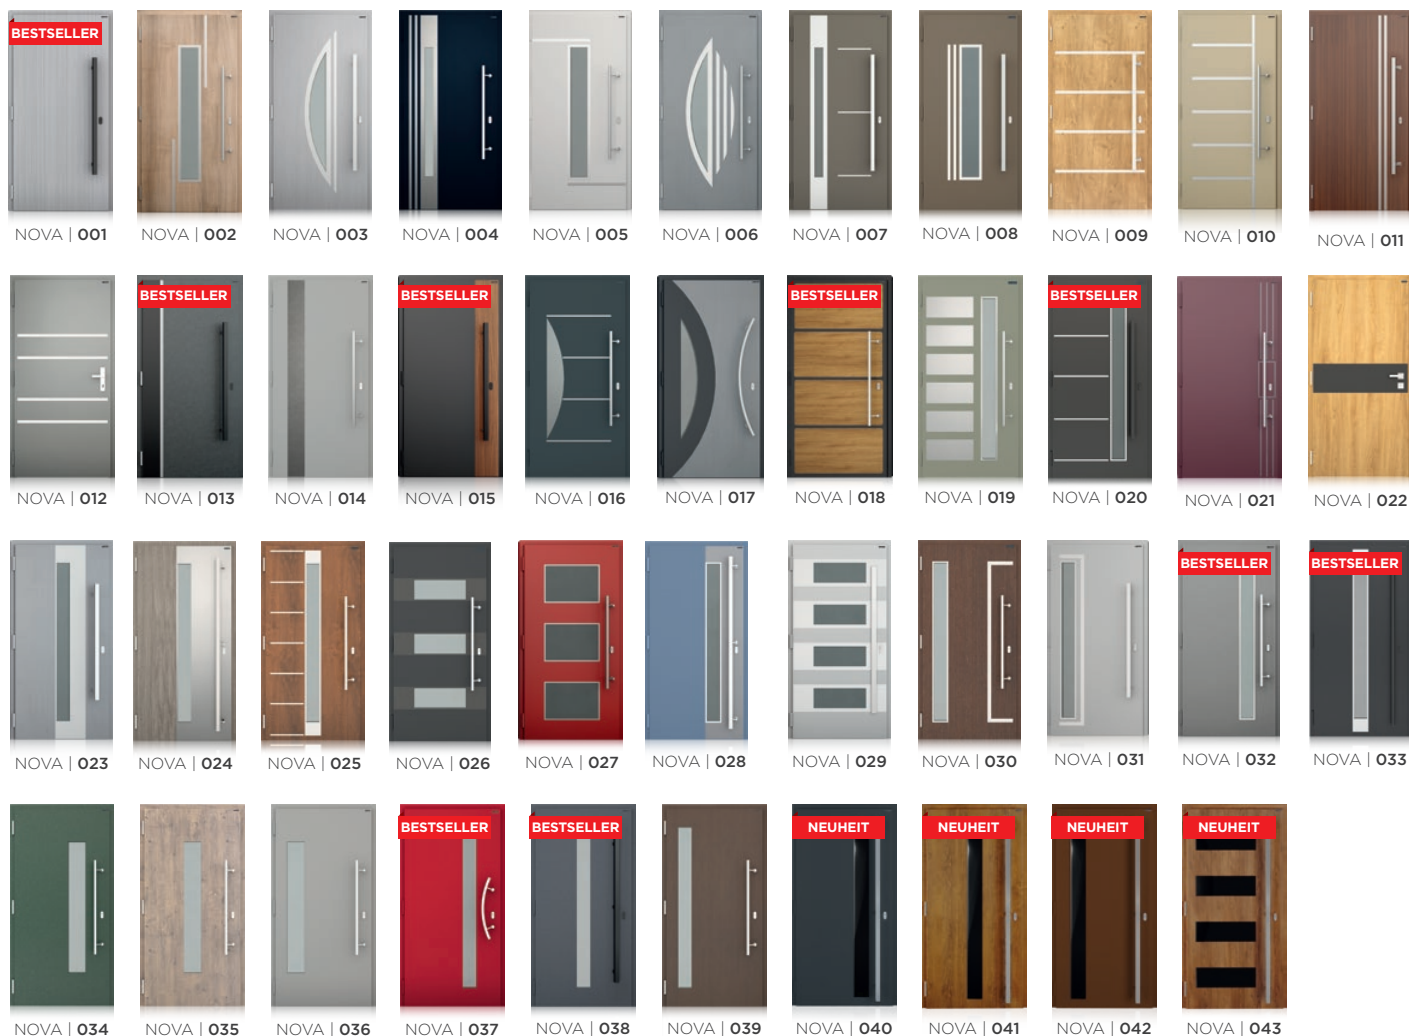 BESTSELLER
NOVA | 001
NOVA | 002
NOVA | 003
NOVA | 004
NOVA | 005
NOVA | 006
NOVA | 007
NOVA | 008
NOVA | 009
NOVA | 010
NOVA | 011
BESTSELLER
BESTSELLER
BESTSELLER
BESTSELLER
NOVA | 012
NOVA | 013
NOVA | 014
NOVA | 015
NOVA | 016
NOVA | 017
NOVA | 018
NOVA | 019
NOVA | 020
NOVA | 021
NOVA | 022
BESTSELLER
BESTSELLER
NOVA | 023
NOVA | 024
NOVA | 025
NOVA | 026
NOVA | 027
NOVA | 028
NOVA | 029
NOVA | 030
NOVA | 031
NOVA | 032
NOVA | 033
BESTSELLER
BESTSELLER
NEUHEIT
NEUHEIT
NEUHEIT
NEUHEIT
NOVA | 034
NOVA | 035
NOVA | 036
NOVA | 037
NOVA | 038
NOVA | 039
NOVA | 040
NOVA | 041
NOVA | 042
NOVA | 043